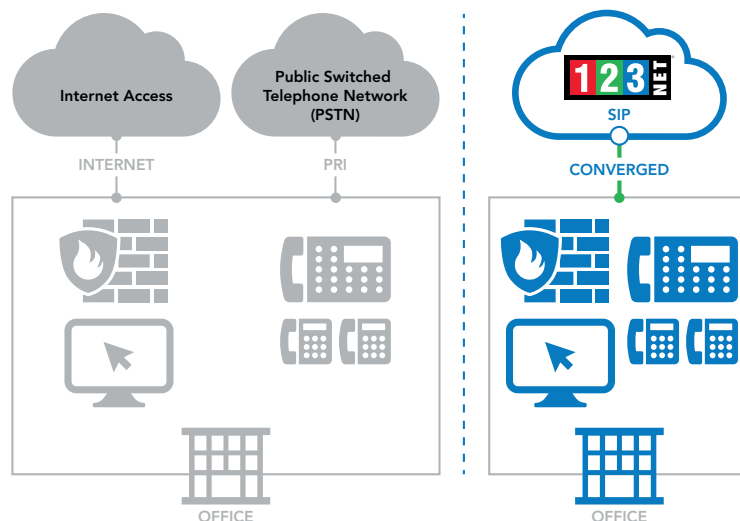 Internet Access
Public Switched
Telephone Network
(PSTN)
INTERNET
PRI
OFFICE
123 NET
SIP
CONVERGED
OFFICE